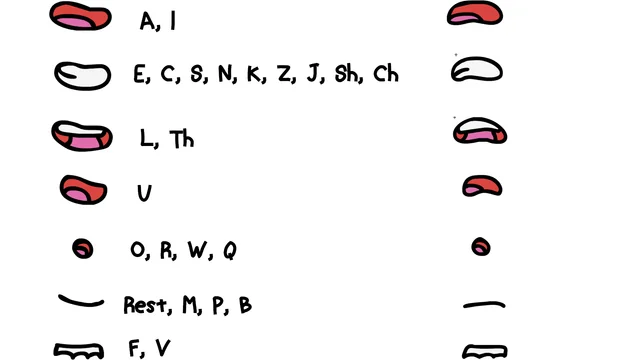 A, I
E, C, S, N, K, Z, J, Sh, Ch
L, Th
U
O, R, W, Q
Rest, M, P, B
F, V